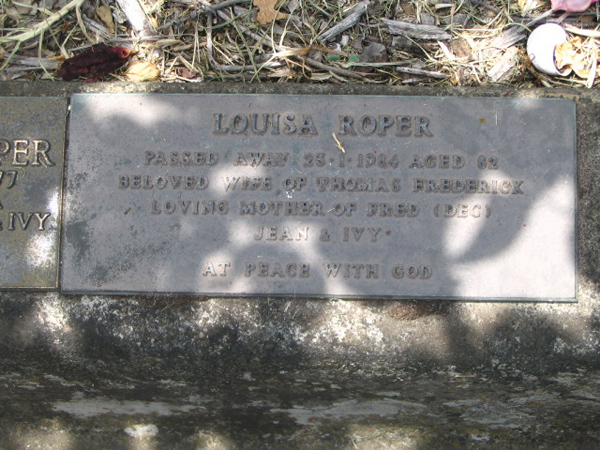 LOUISA ROPER
PASSED AWAY 25·1·1984 AGED 82
BELOVED WIFE OF THOMAS FREDERICK
LOVING MOTHER OF FRED (DEC)
JEAN & IVY
AT PEACE WITH GOD
PER
IVY